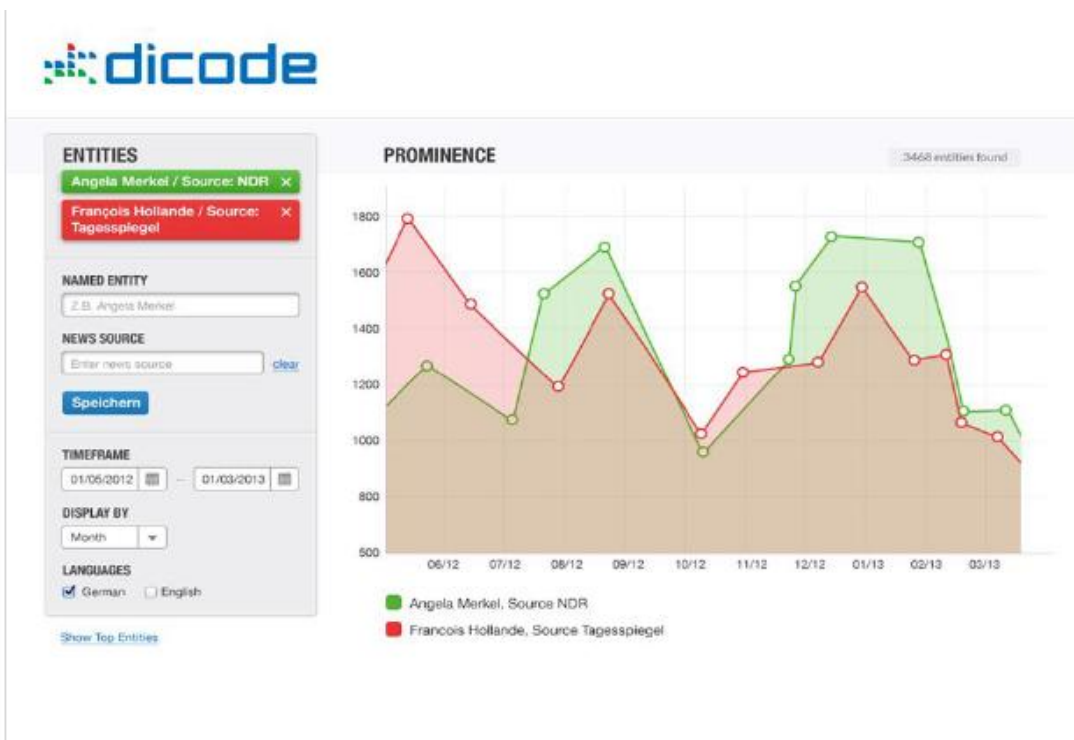 dicode
ENTITIES
Angela Merkel / Source: NDR ×
François Hollande / Source: ×
Tagesspiegel
NAMED ENTITY
Z.B. Angela Merkel
NEWS SOURCE
Enter news source clear
Speichern
TIMEFRAME
01/05/2012 – 01/03/2013
DISPLAY BY
Month
LANGUAGES
German English
Show Top Entities
PROMINENCE
3468 entities found
1800
1600
1400
1200
1000
800
500
06/12 07/12 08/12 09/12 10/12 11/12 12/12 01/13 02/13 03/13
Angela Merkel, Source NDR
Francois Hollande, Source Tagesspiegel